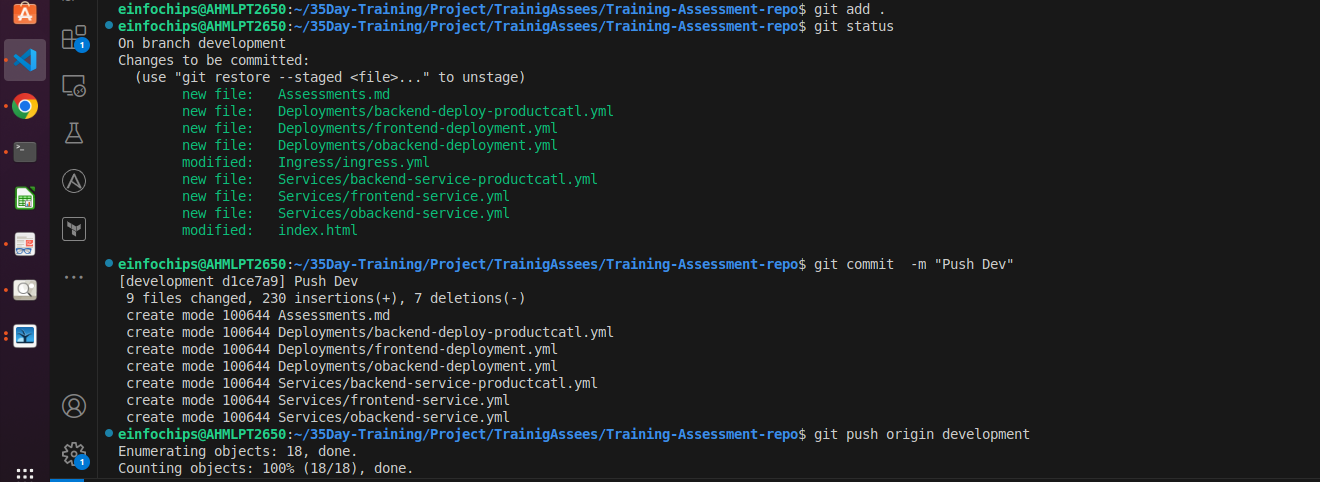 einfochips@AHMLPT2650:~/35Day-Training/Project/TrainigAssees/Training-Assessment-repo$ git add .
einfochips@AHMLPT2650:~/35Day-Training/Project/TrainigAssees/Training-Assessment-repo$ git status
On branch development
Changes to be committed:
  (use "git restore --staged <file>..." to unstage)
        new file:   Assessments.md
        new file:   Deployments/backend-deploy-productcatl.yml
        new file:   Deployments/frontend-deployment.yml
        new file:   Deployments/obackend-deployment.yml
        modified:   Ingress/ingress.yml
        new file:   Services/backend-service-productcatl.yml
        new file:   Services/frontend-service.yml
        new file:   Services/obackend-service.yml
        modified:   index.html
einfochips@AHMLPT2650:~/35Day-Training/Project/TrainigAssees/Training-Assessment-repo$ git commit  -m "Push Dev"
[development d1ce7a9] Push Dev
 9 files changed, 230 insertions(+), 7 deletions(-)
 create mode 100644 Assessments.md
 create mode 100644 Deployments/backend-deploy-productcatl.yml
 create mode 100644 Deployments/frontend-deployment.yml
 create mode 100644 Deployments/obackend-deployment.yml
 create mode 100644 Services/backend-service-productcatl.yml
 create mode 100644 Services/frontend-service.yml
 create mode 100644 Services/obackend-service.yml
einfochips@AHMLPT2650:~/35Day-Training/Project/TrainigAssees/Training-Assessment-repo$ git push origin development
Enumerating objects: 18, done.
Counting objects: 100% (18/18), done.
1
1